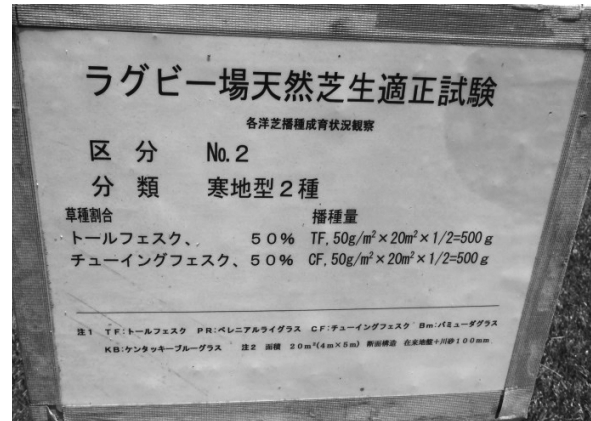 ラグビー場天然芝生適正試験
各洋芝播種成育状況観察
区 分 No.2
分 類 寒地型2種
草種割合 播種量
トールフェスク、 50% TF,50g/m²×20m²×1/2=500g
チューイングフェスク、50% CF,50g/m²×20m²×1/2=500g
注1 TF:トールフェスク PR:ペレニアルライグラス CF:チューイングフェスク Bm:バミューダグラス
KB:ケンタッキーブルーグラス 注2 面積 20m²(4m×5m) 断面構造 在来地盤+川砂100mm